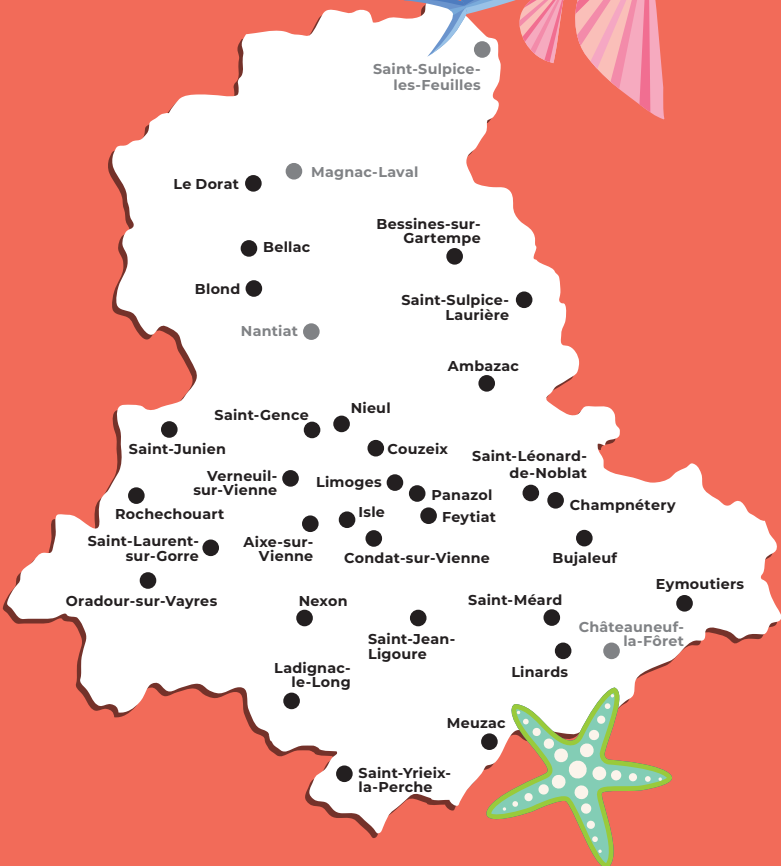 Saint-Sulpice-
les-Feuilles
Magnac-Laval
Le Dorat
Bessines-sur-
Gartempe
Bellac
Blond
Saint-Sulpice-
Laurière
Nantiat
Ambazac
Nieul
Saint-Gence
Saint-Junien
Couzeix
Saint-Léonard-
de-Noblat
Verneuil-
sur-Vienne
Limoges
Panazol
Champnétery
Rochechouart
Isle
Feytiat
Saint-Laurent-
sur-Gorre
Aixe-sur-
Vienne
Condat-sur-Vienne
Bujaleuf
Eymoutiers
Oradour-sur-Vayres
Nexon
Saint-Méard
Châteauneuf-
la-Fôret
Saint-Jean-
Ligoure
Ladignac-
le-Long
Linards
Meuzac
Saint-Yrieix-
la-Perche